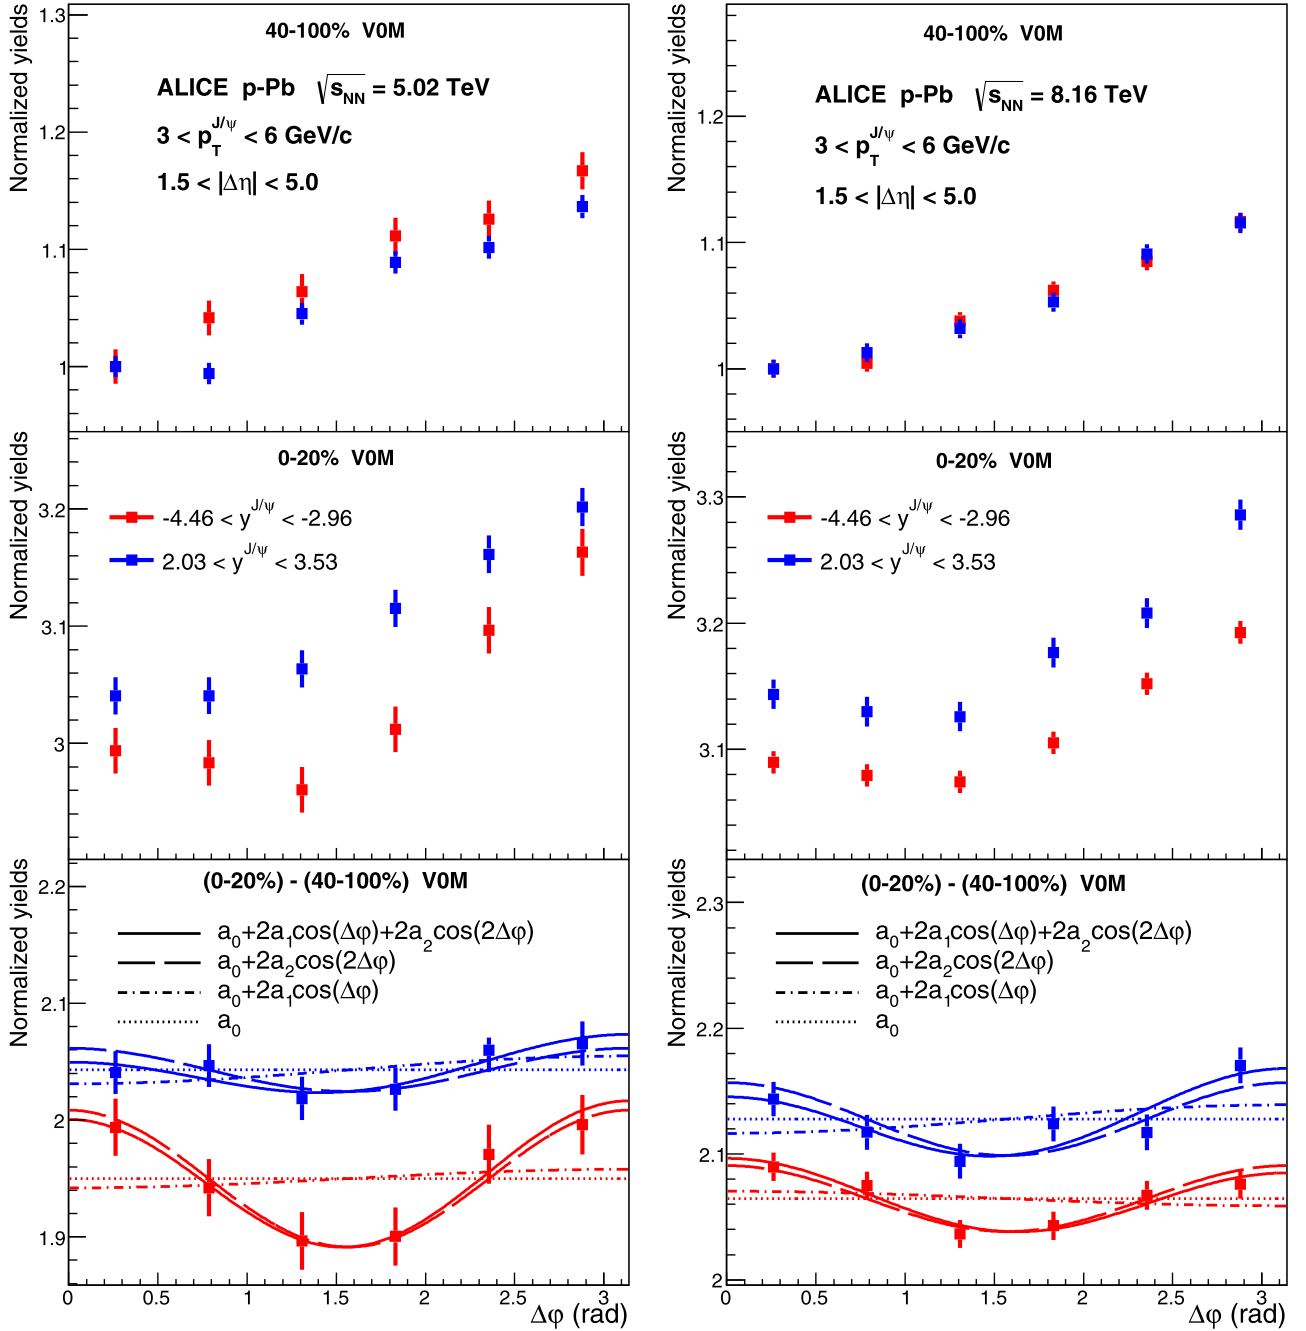 Normalized yields
1.3
1.2
1.1
1
40-100% V0M
ALICE p-Pb √sNN = 5.02 TeV
3 < pT^J/ψ < 6 GeV/c
1.5 < |Δη| < 5.0
Normalized yields
1.2
1.1
1
40-100% V0M
ALICE p-Pb √sNN = 8.16 TeV
3 < pT^J/ψ < 6 GeV/c
1.5 < |Δη| < 5.0
Normalized yields
3.2
3.1
3
0-20% V0M
-4.46 < y^J/ψ < -2.96
2.03 < y^J/ψ < 3.53
Normalized yields
3.3
3.2
3.1
0-20% V0M
-4.46 < y^J/ψ < -2.96
2.03 < y^J/ψ < 3.53
Normalized yields
2.2
2.1
2
1.9
(0-20%) - (40-100%) V0M
a0+2a1cos(Δφ)+2a2cos(2Δφ)
a0+2a2cos(2Δφ)
a0+2a1cos(Δφ)
a0
0 0.5 1 1.5 2 2.5 3
Δφ (rad)
Normalized yields
2.3
2.2
2.1
2
(0-20%) - (40-100%) V0M
a0+2a1cos(Δφ)+2a2cos(2Δφ)
a0+2a2cos(2Δφ)
a0+2a1cos(Δφ)
a0
0 0.5 1 1.5 2 2.5 3
Δφ (rad)